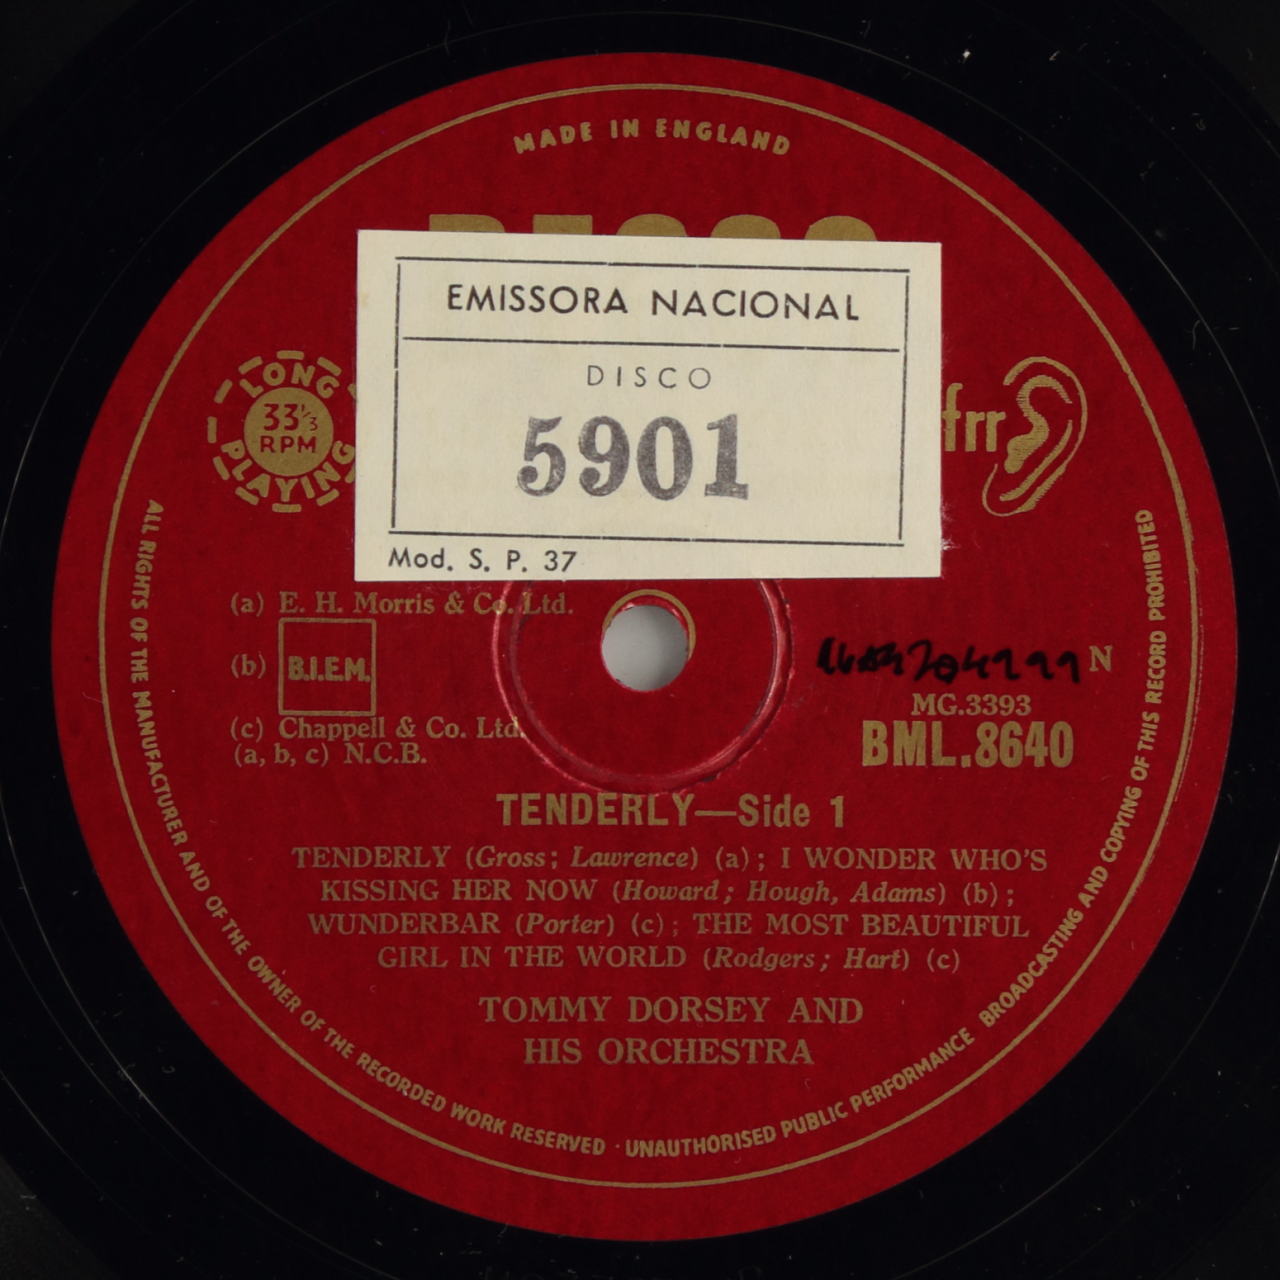 MADE IN ENGLAND
EMISSORA NACIONAL
DISCO
5901
Mod. S. P. 37
LONG
33⅓
RPM
PLAYING
ffrr
(a) E. H. Morris & Co. Ltd.
(b) B.I.E.M.
(c) Chappell & Co. Ltd.
(a, b, c) N.C.B.
N
MG.3393
BML.8640
TENDERLY—Side 1
TENDERLY (Gross; Lawrence) (a); I WONDER WHO'S
KISSING HER NOW (Howard; Hough, Adams) (b);
WUNDERBAR (Porter) (c); THE MOST BEAUTIFUL
GIRL IN THE WORLD (Rodgers; Hart) (c)
TOMMY DORSEY AND
HIS ORCHESTRA
ALL RIGHTS OF THE MANUFACTURER AND OF THE OWNER OF THE RECORDED WORK RESERVED · UNAUTHORISED PUBLIC PERFORMANCE BROADCASTING AND COPYING OF THIS RECORD PROHIBITED